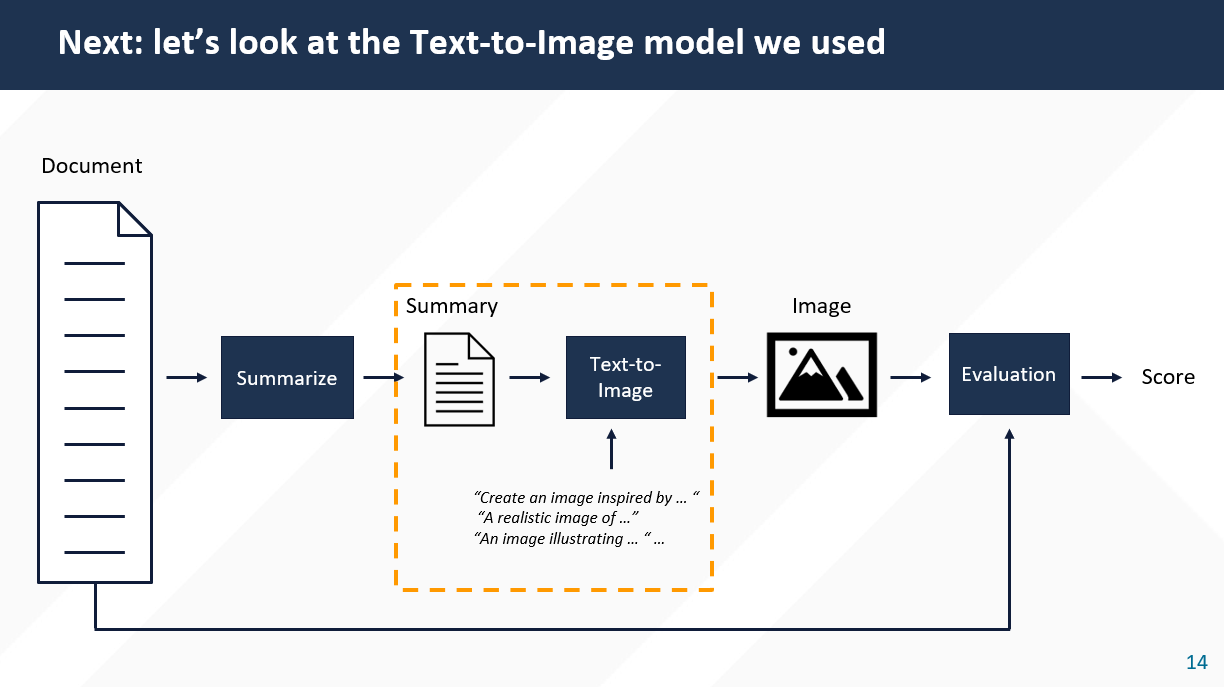 Next: let’s look at the Text-to-Image model we used
Document
Summary
Image
Summarize
Text-to-
Image
Evaluation
Score
“Create an image inspired by … “
“A realistic image of …”
“An image illustrating … “ …
14